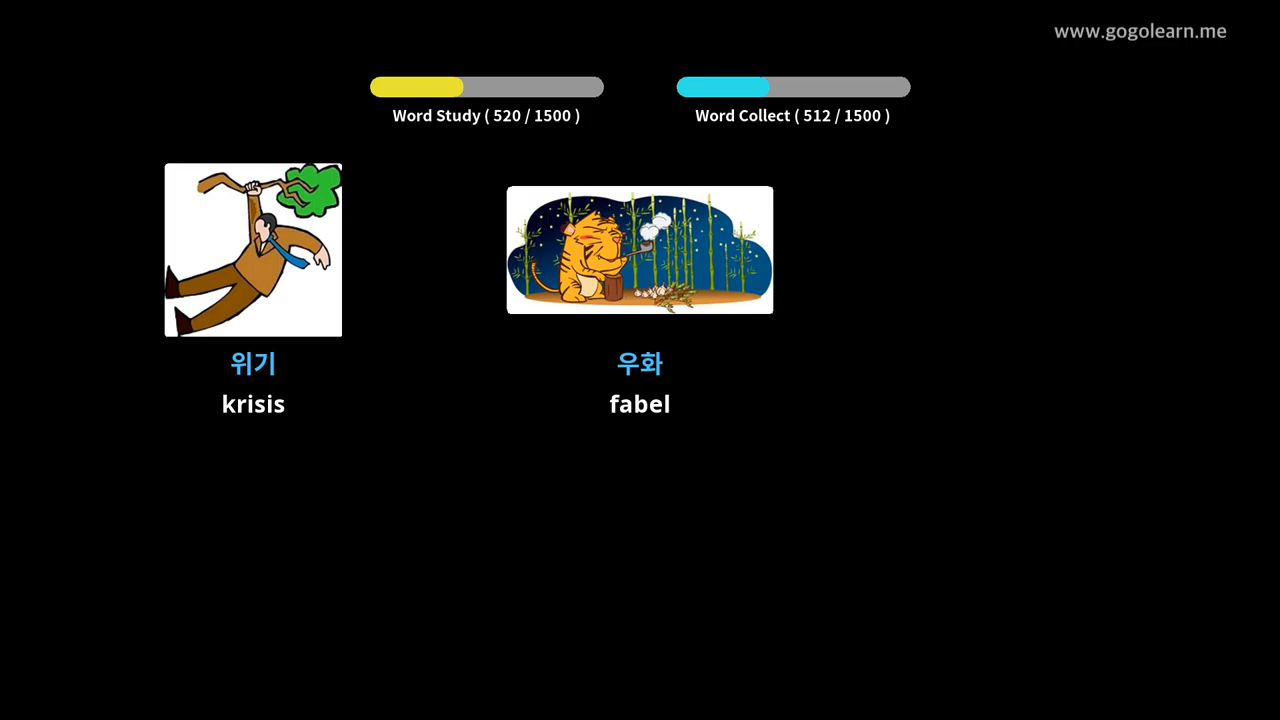 www.gogolearn.me
Word Study ( 520 / 1500 )
Word Collect ( 512 / 1500 )
위기
krisis
우화
fabel